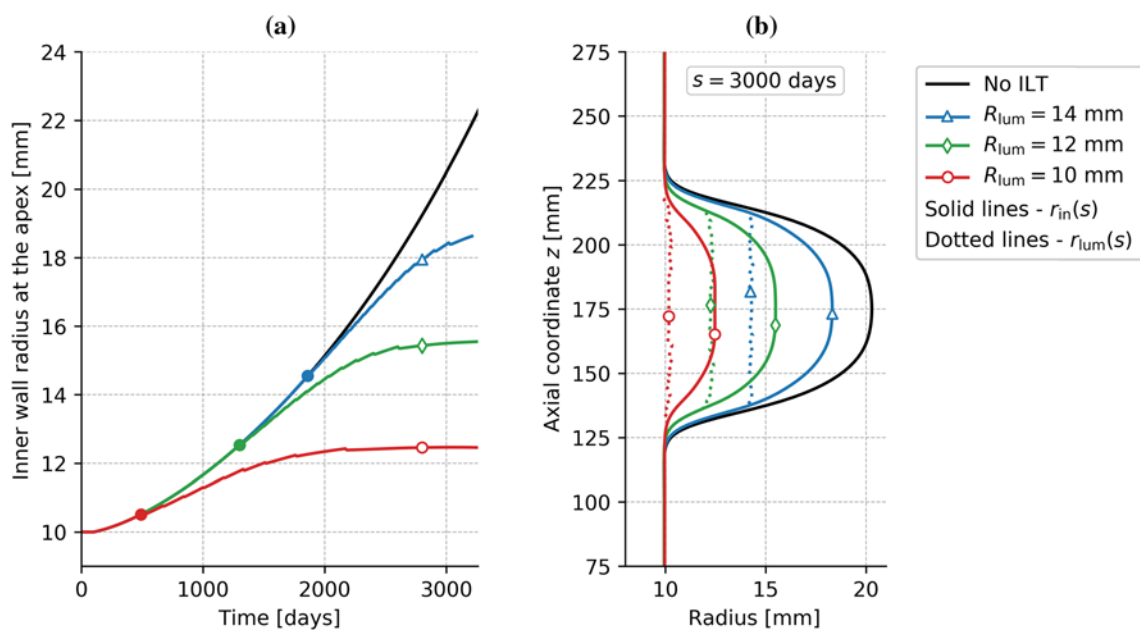 (a)
24
22
20
18
16
14
12
10
0
1000
2000
3000
Inner wall radius at the apex [mm]
Time [days]
(b)
s = 3000 days
275
250
225
200
175
150
125
100
75
10
15
20
Axial coordinate z [mm]
Radius [mm]
No ILT
R_lum = 14 mm
R_lum = 12 mm
R_lum = 10 mm
Solid lines - r_in(s)
Dotted lines - r_lum(s)